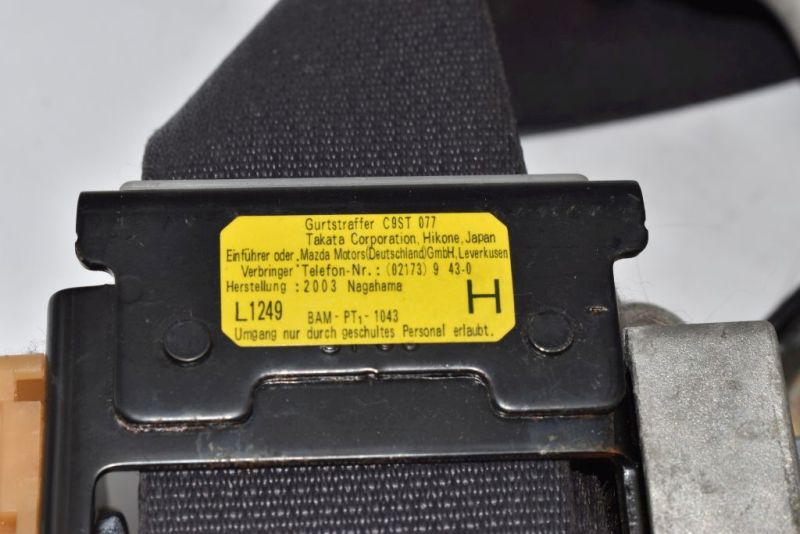 Gurtstraffer C9ST 077
Takata Corporation, Hikone, Japan
Einführer oder Mazda Motors(Deutschland)GmbH, Leverkusen
Verbringer Telefon-Nr.: (02173) 9 43-0
Herstellung : 2003 Nagahama
H
L1249 BAM-PT₁-1043
Umgang nur durch geschultes Personal erlaubt.